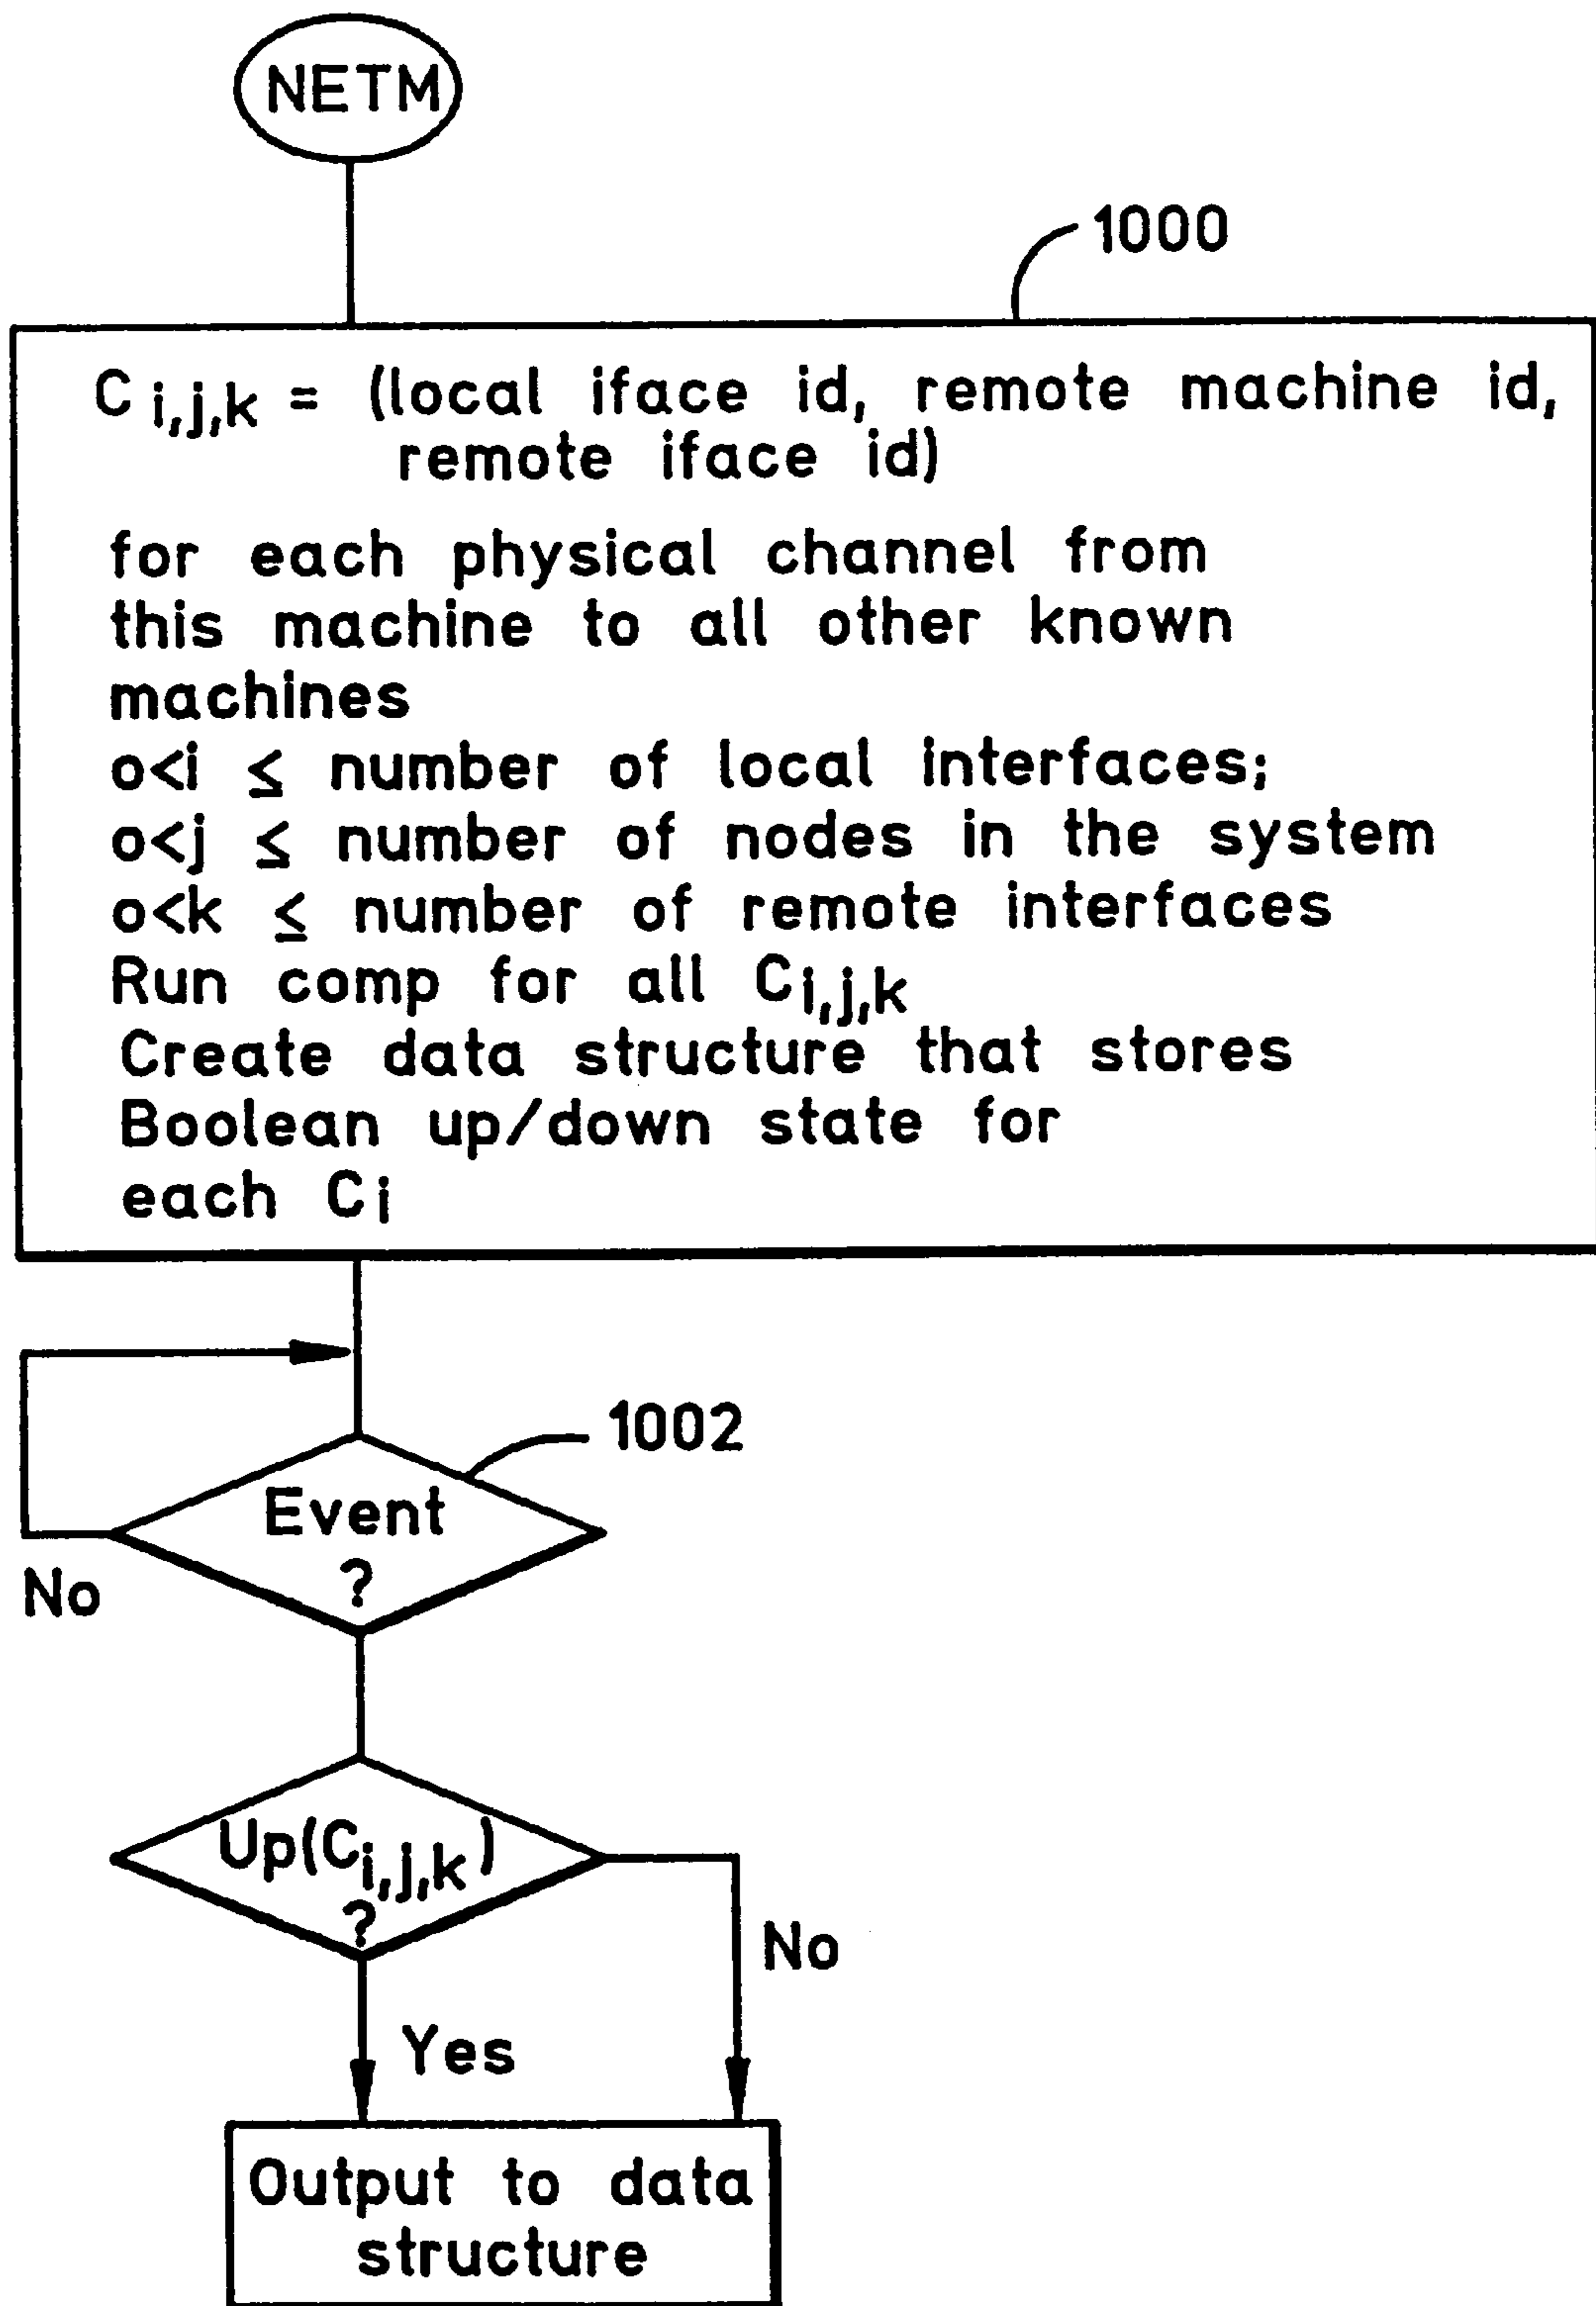 NETM
1000
C i,j,k = (local iface id, remote machine id,
remote iface id)
for each physical channel from
this machine to all other known
machines
o<i ≤ number of local interfaces;
o<j ≤ number of nodes in the system
o<k ≤ number of remote interfaces
Run comp for all Ci,j,k
Create data structure that stores
Boolean up/down state for
each Ci
1002
Event
?
No
Up(Ci,j,k)
?
No
Yes
Output to data
structure